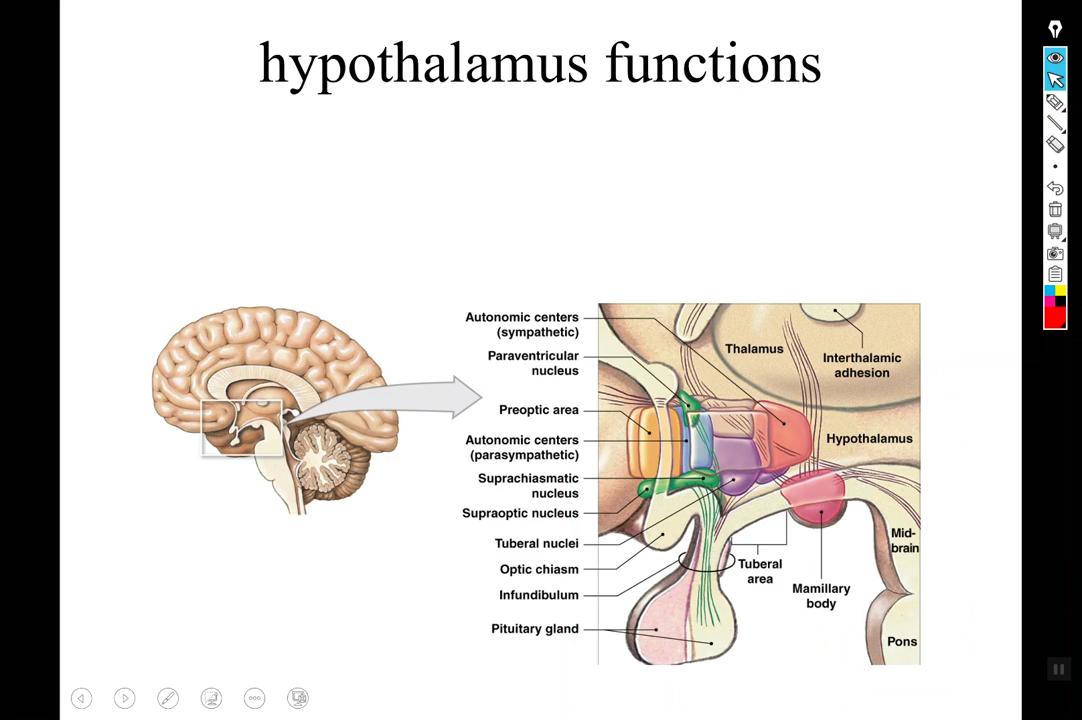 hypothalamus functions
Autonomic centers
(sympathetic)
Paraventricular
nucleus
Preoptic area
Autonomic centers
(parasympathetic)
Suprachiasmatic
nucleus
Supraoptic nucleus
Tuberal nuclei
Optic chiasm
Infundibulum
Pituitary gland
Thalamus
Interthalamic
adhesion
Hypothalamus
Mid-
brain
Tuberal
area
Mamillary
body
Pons